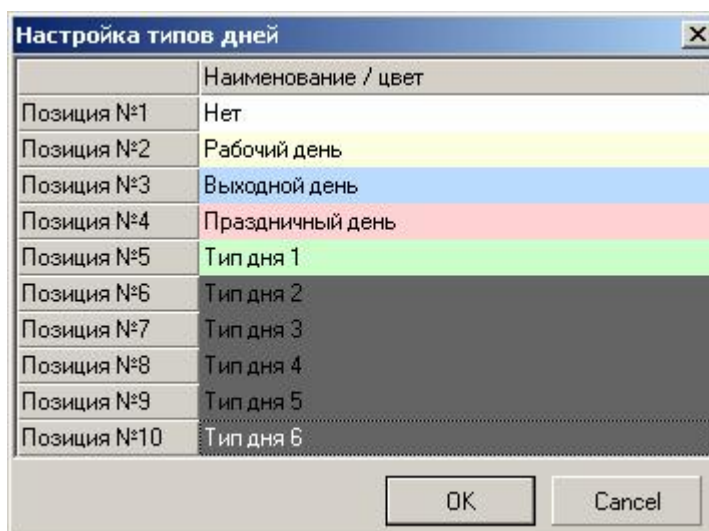 Настройка типов дней
Наименование / цвет
Позиция №1 Нет
Позиция №2 Рабочий день
Позиция №3 Выходной день
Позиция №4 Праздничный день
Позиция №5 Тип дня 1
Позиция №6 Тип дня 2
Позиция №7 Тип дня 3
Позиция №8 Тип дня 4
Позиция №9 Тип дня 5
Позиция №10 Тип дня 6
OK Cancel